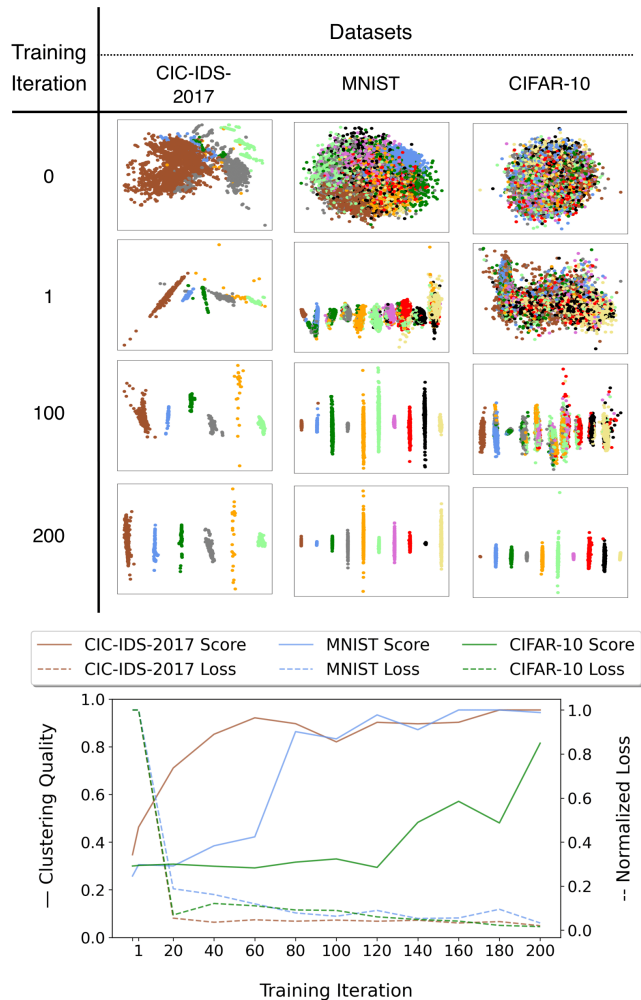 Datasets
Training
Iteration
CIC-IDS-
2017
MNIST
CIFAR-10
0
1
100
200
CIC-IDS-2017 Score
MNIST Score
CIFAR-10 Score
CIC-IDS-2017 Loss
MNIST Loss
CIFAR-10 Loss
1.0
0.8
0.6
0.4
0.2
0.0
— Clustering Quality
1.0
0.8
0.6
0.4
0.2
0.0
-- Normalized Loss
1 20 40 60 80 100 120 140 160 180 200
Training Iteration